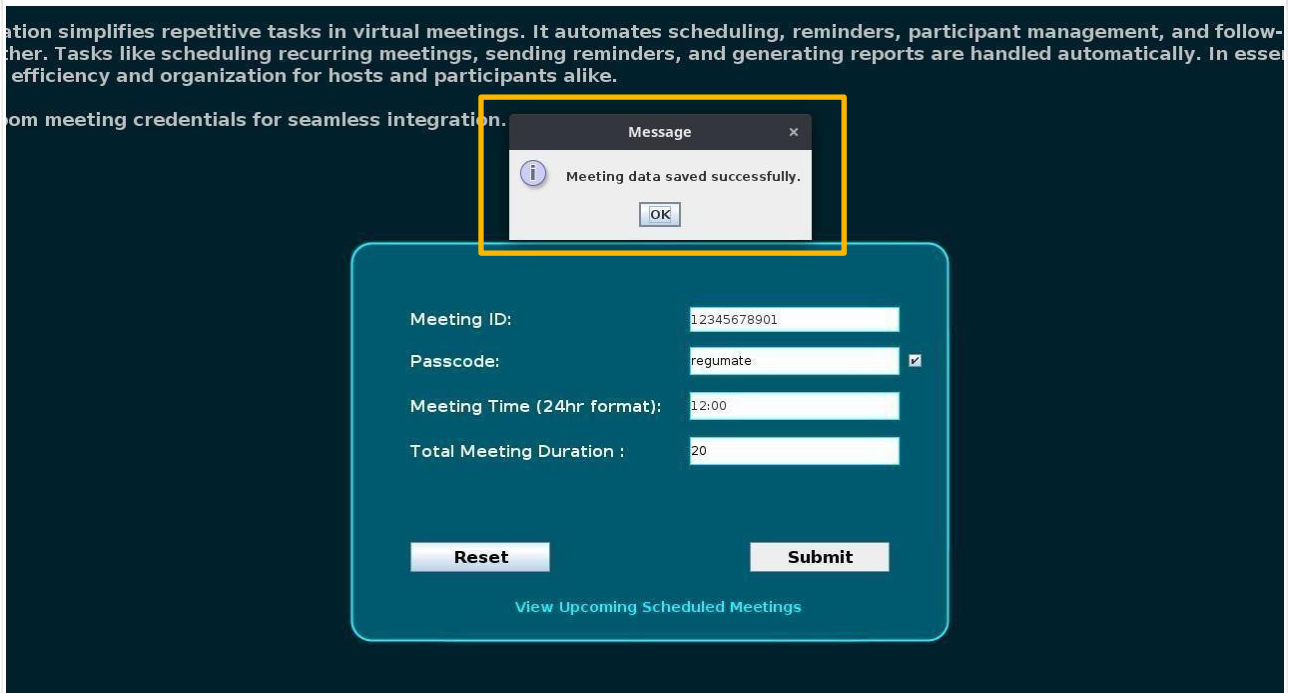 ation simplifies repetitive tasks in virtual meetings. It automates scheduling, reminders, participant management, and follow-
ther. Tasks like scheduling recurring meetings, sending reminders, and generating reports are handled automatically. In esse
efficiency and organization for hosts and participants alike.
oom meeting credentials for seamless integration.
Message ×
i Meeting data saved successfully.
OK
Meeting ID: 12345678901
Passcode: regumate
Meeting Time (24hr format): 12:00
Total Meeting Duration : 20
Reset Submit
View Upcoming Scheduled Meetings